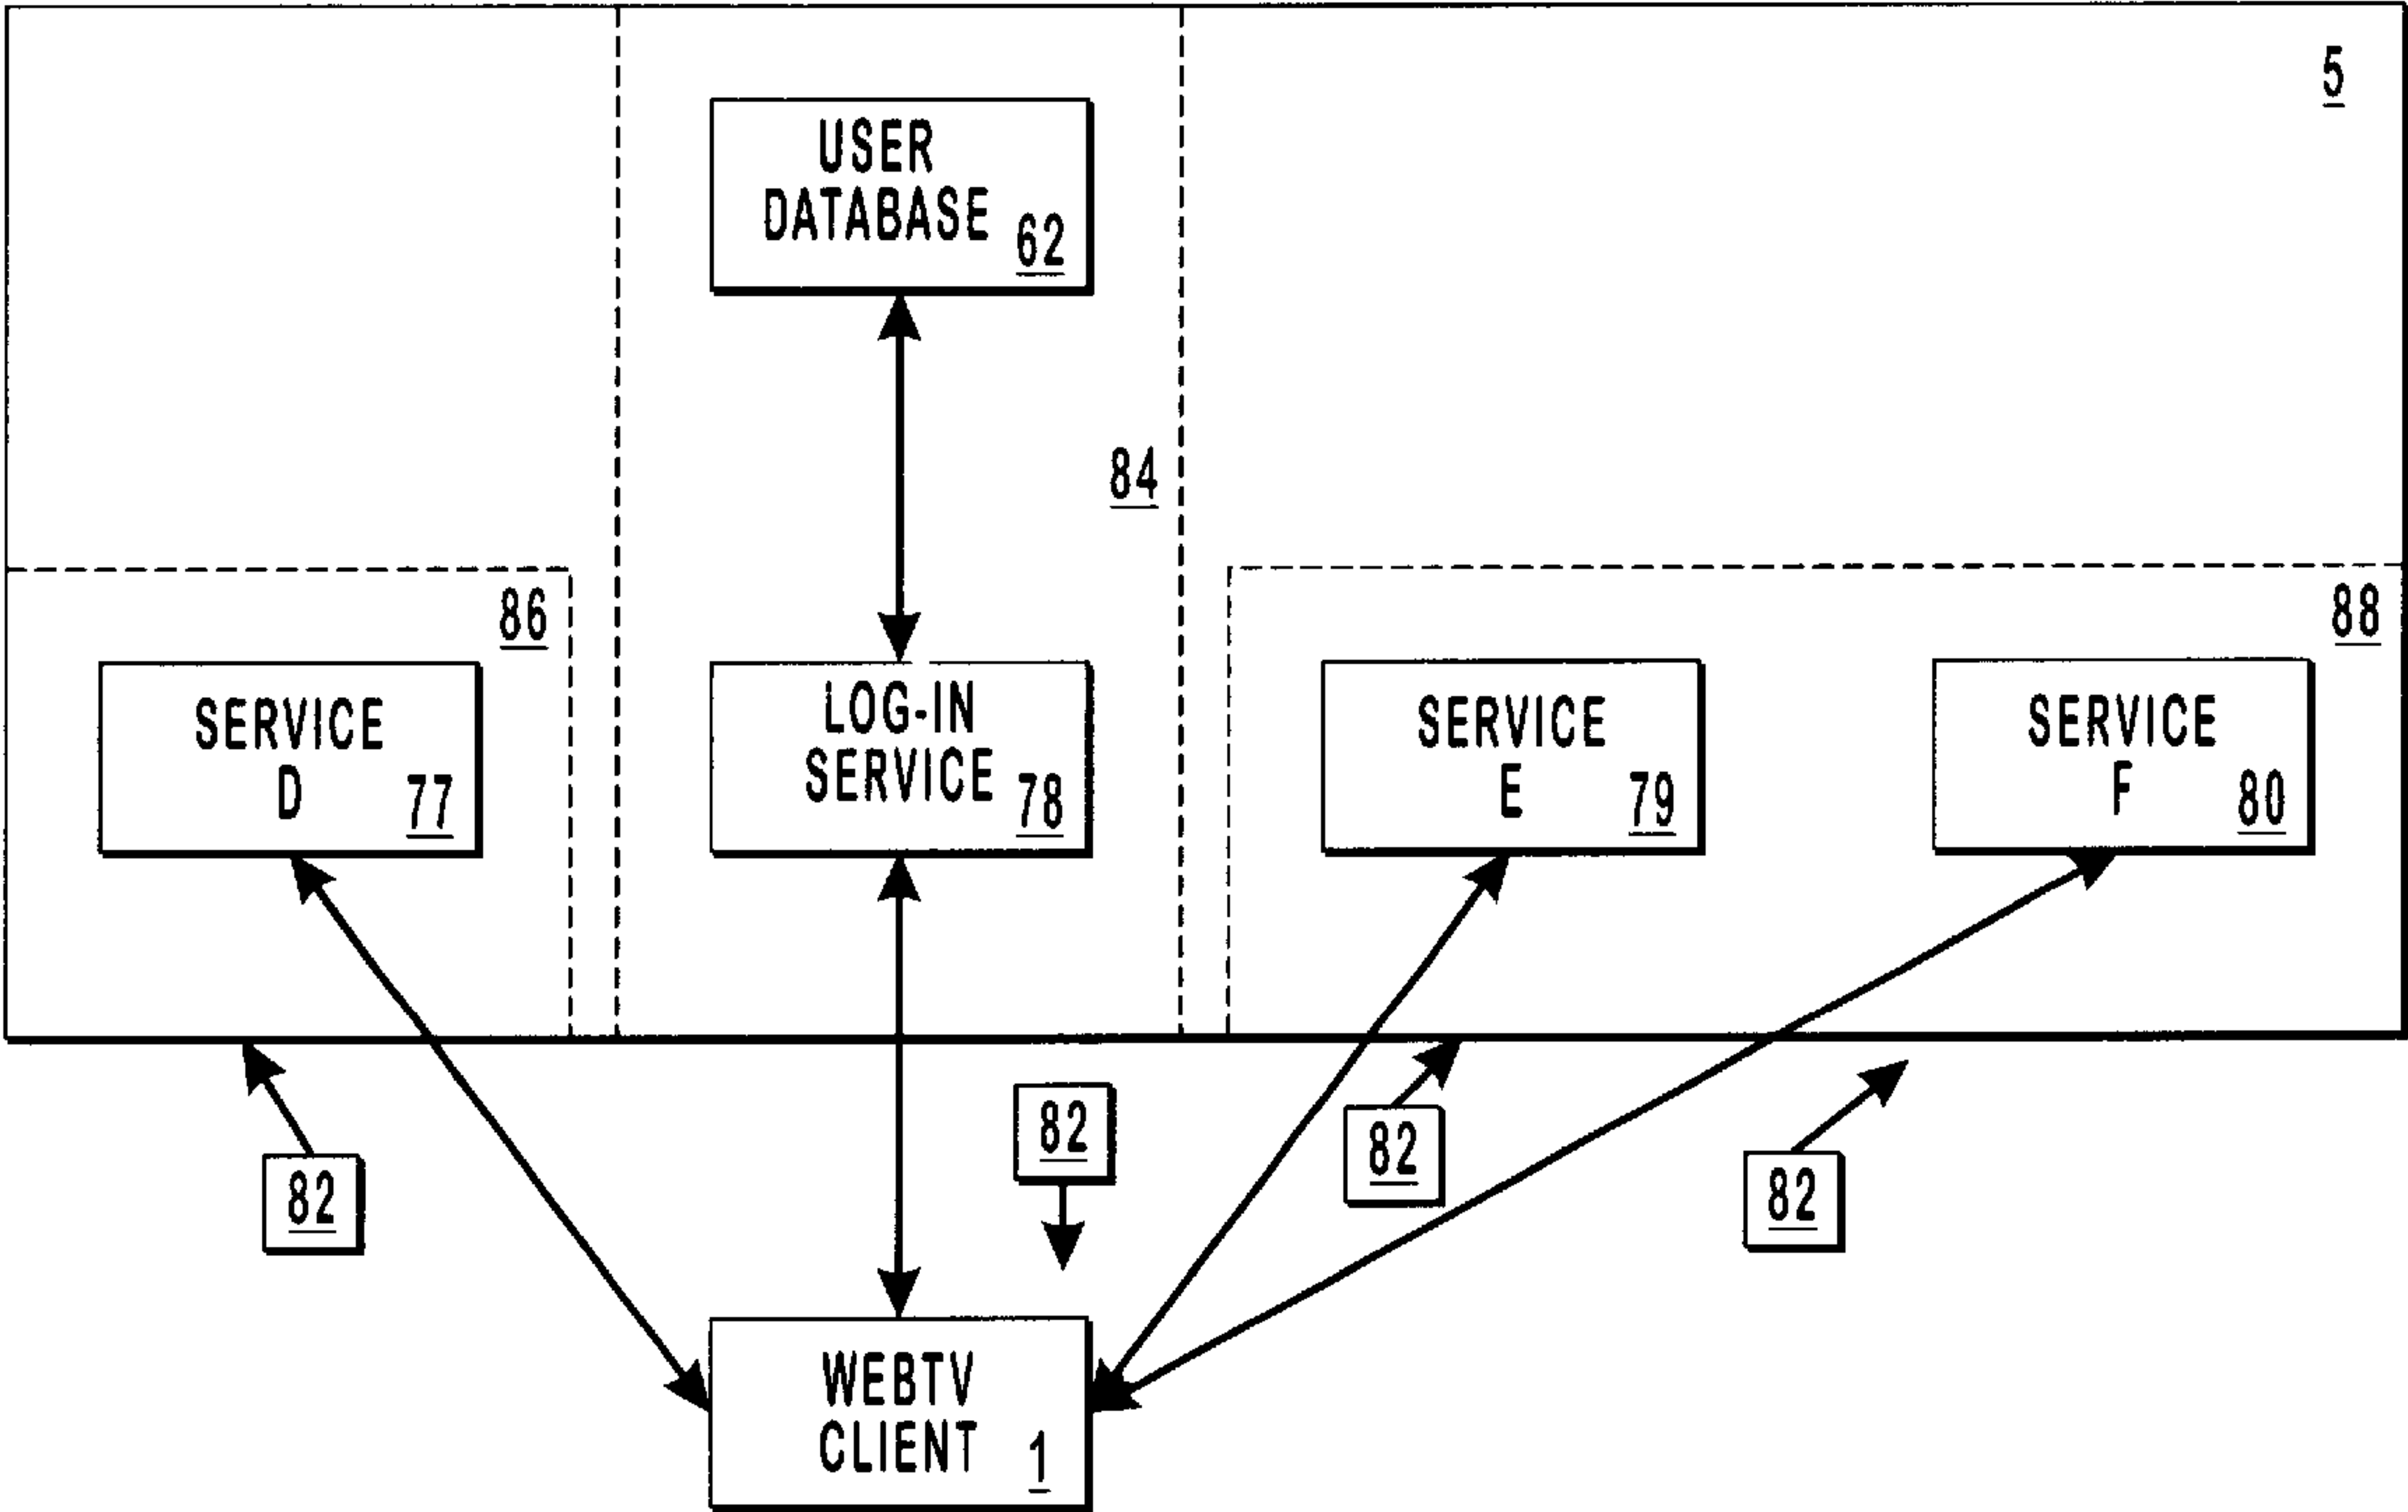 5
USER
DATABASE 62
84
86
88
SERVICE
D 77
LOG-IN
SERVICE 78
SERVICE
E 79
SERVICE
F 80
82
82
82
82
WEBTV
CLIENT 1